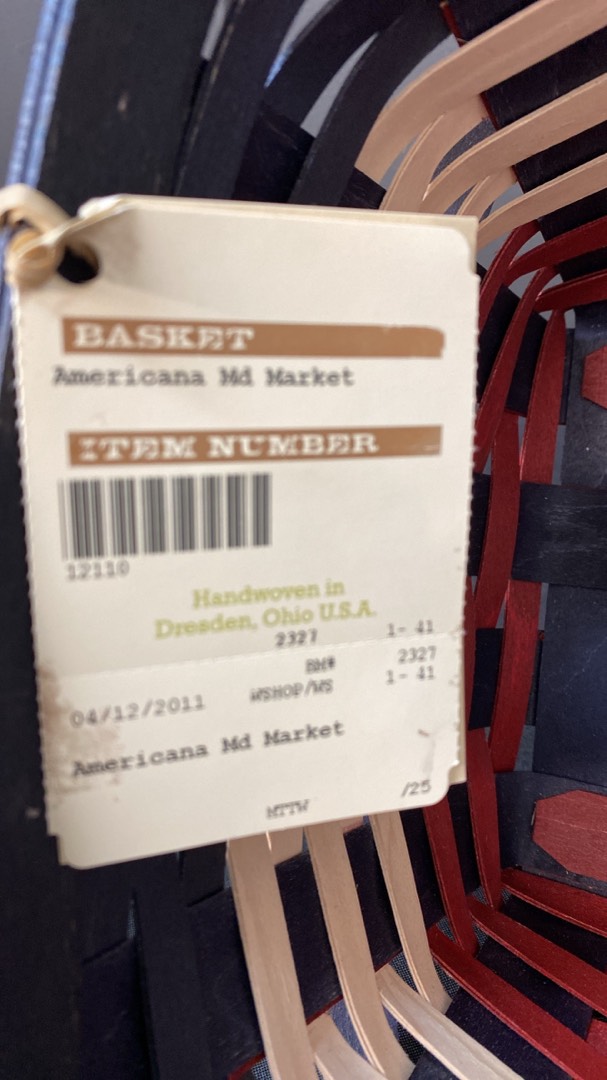 BASKET
Americana Md Market
ITEM NUMBER
12110
Handwoven in
Dresden, Ohio U.S.A.
2327 1- 41
BN# 2327
04/12/2011 WSHOP/WS 1- 41
Americana Md Market
MTTW /25